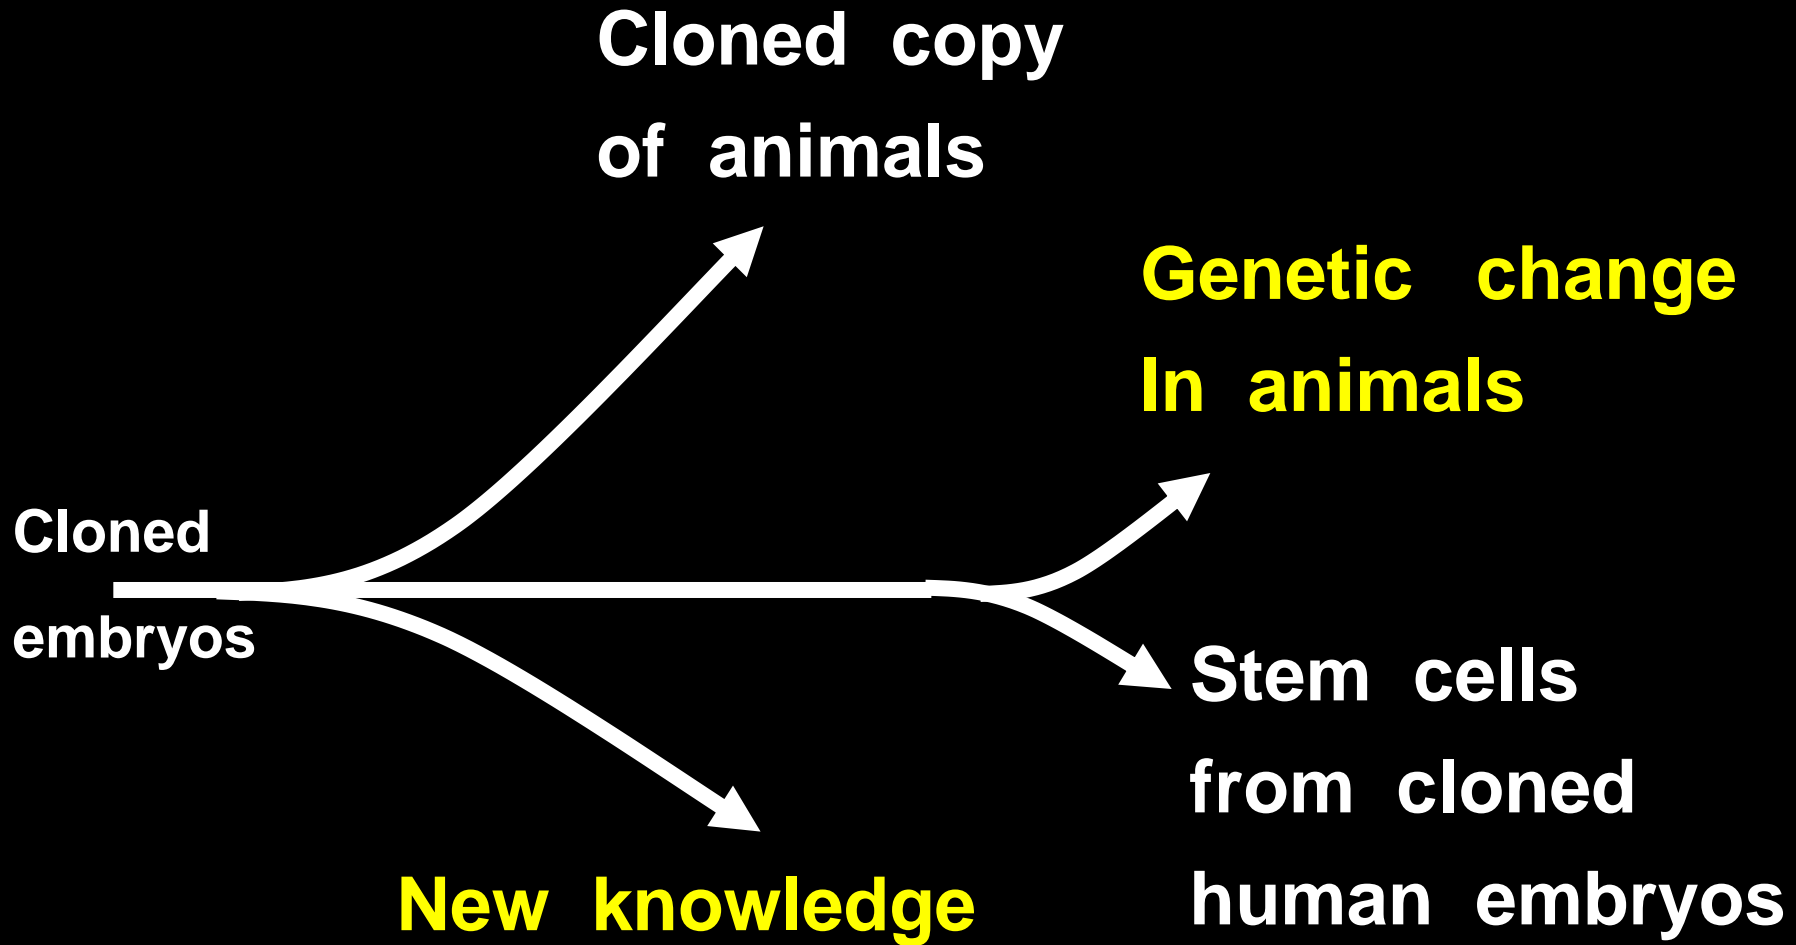 Cloned copy
of animals
Genetic change
In animals
Cloned
embryos
Stem cells
from cloned
human embryos
New knowledge